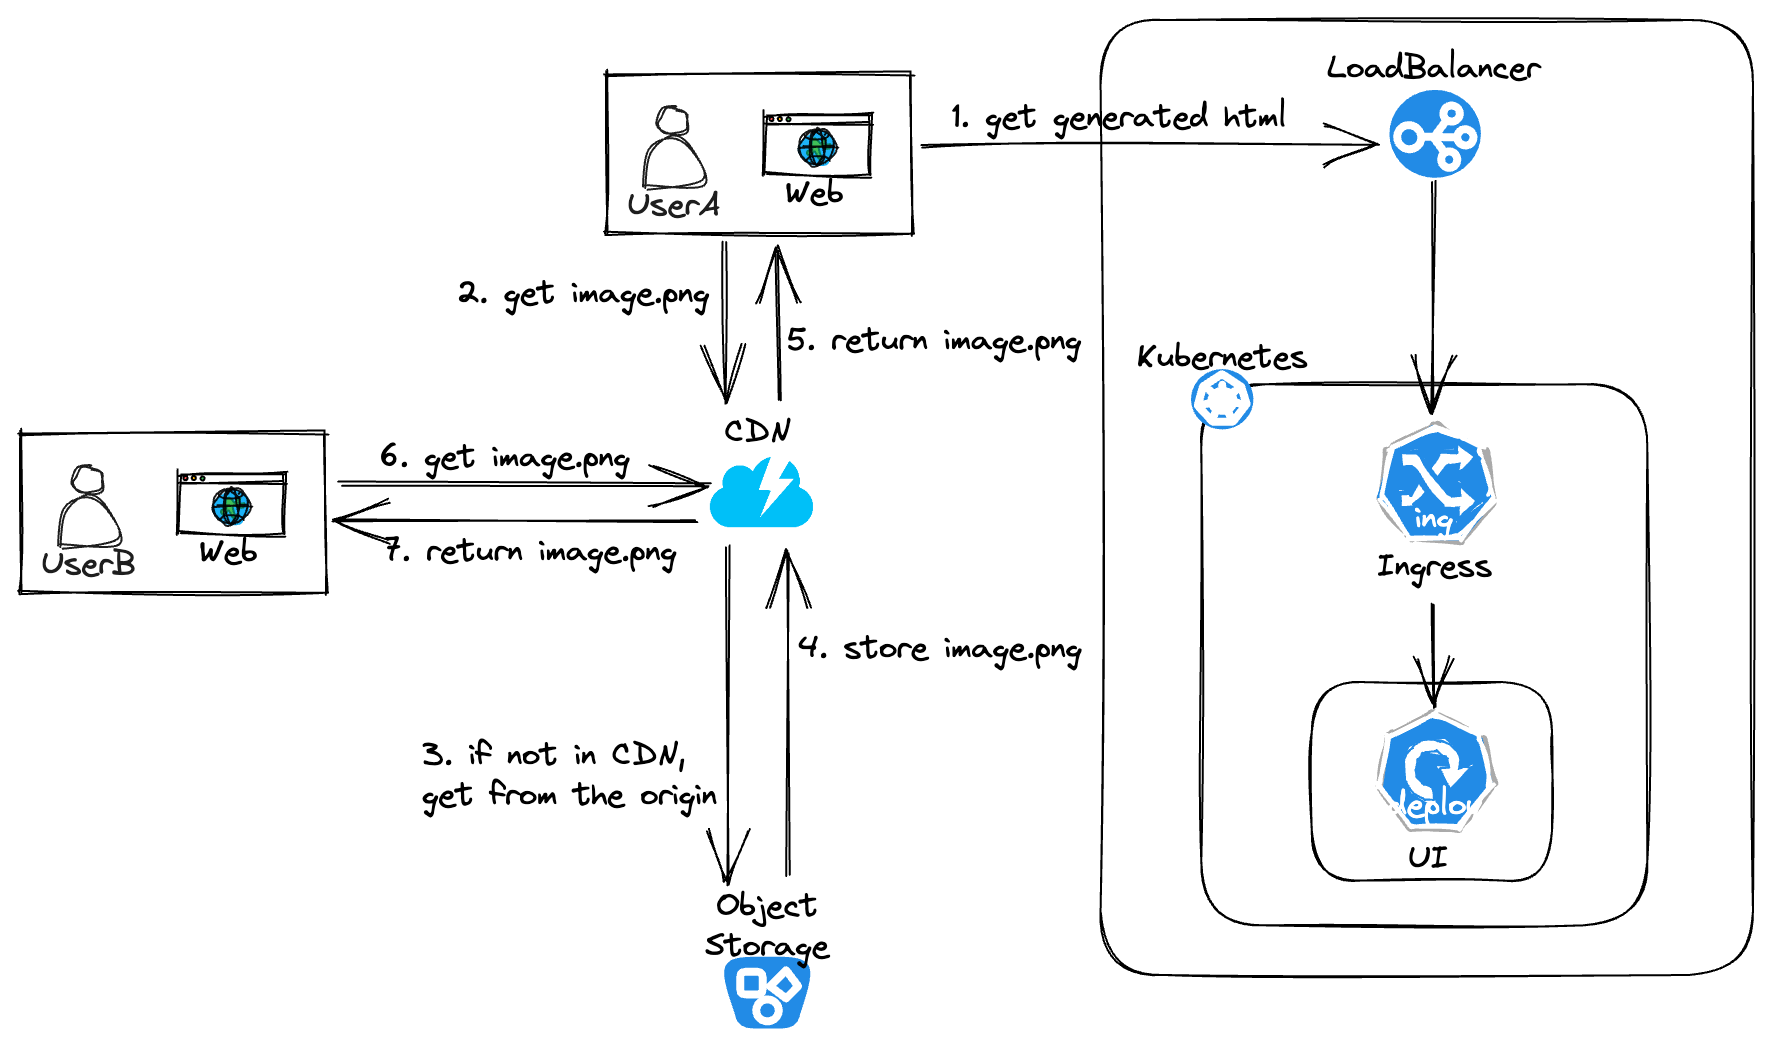 LoadBalancer
1. get generated html
UserA
Web
2. get image.png
5. return image.png
Kubernetes
CDN
6. get image.png
7. return image.png
UserB
Web
ing
Ingress
4. store image.png
3. if not in CDN,
get from the origin
deploy
UI
Object
Storage